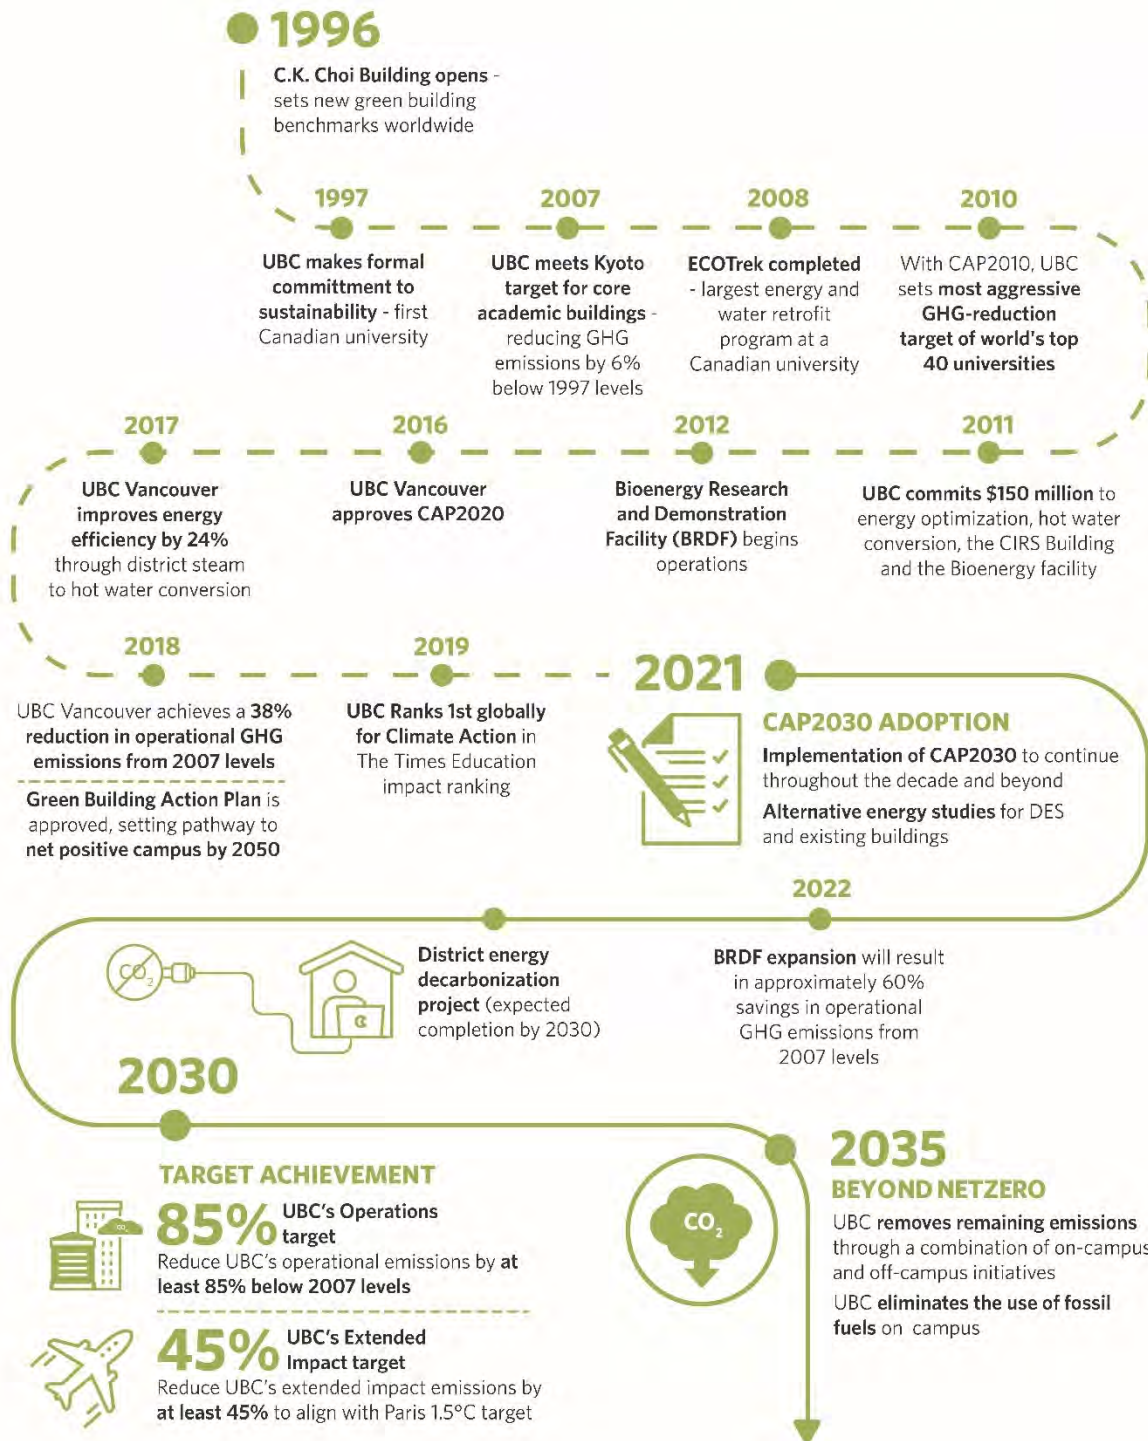 1996
C.K. Choi Building opens -
sets new green building
benchmarks worldwide
1997
UBC makes formal
committment to
sustainability - first
Canadian university
2007
UBC meets Kyoto
target for core
academic buildings -
reducing GHG
emissions by 6%
below 1997 levels
2008
ECOTrek completed
- largest energy and
water retrofit
program at a
Canadian university
2010
With CAP2010, UBC
sets most aggressive
GHG-reduction
target of world's top
40 universities
2011
UBC commits $150 million to
energy optimization, hot water
conversion, the CIRS Building
and the Bioenergy facility
2012
Bioenergy Research
and Demonstration
Facility (BRDF) begins
operations
2016
UBC Vancouver
approves CAP2020
2017
UBC Vancouver
improves energy
efficiency by 24%
through district steam
to hot water conversion
2018
UBC Vancouver achieves a 38%
reduction in operational GHG
emissions from 2007 levels
Green Building Action Plan is
approved, setting pathway to
net positive campus by 2050
2019
UBC Ranks 1st globally
for Climate Action in
The Times Education
impact ranking
2021
CAP2030 ADOPTION
Implementation of CAP2030 to continue
throughout the decade and beyond
Alternative energy studies for DES
and existing buildings
2022
BRDF expansion will result
in approximately 60%
savings in operational
GHG emissions from
2007 levels
District energy
decarbonization
project (expected
completion by 2030)
CO2
2030
TARGET ACHIEVEMENT
CO2
85%
UBC's Operations
target
Reduce UBC's operational emissions by at
least 85% below 2007 levels
45%
UBC's Extended
Impact target
Reduce UBC's extended impact emissions by
at least 45% to align with Paris 1.5°C target
CO2
2035
BEYOND NETZERO
UBC removes remaining emissions
through a combination of on-campus
and off-campus initiatives
UBC eliminates the use of fossil
fuels on campus